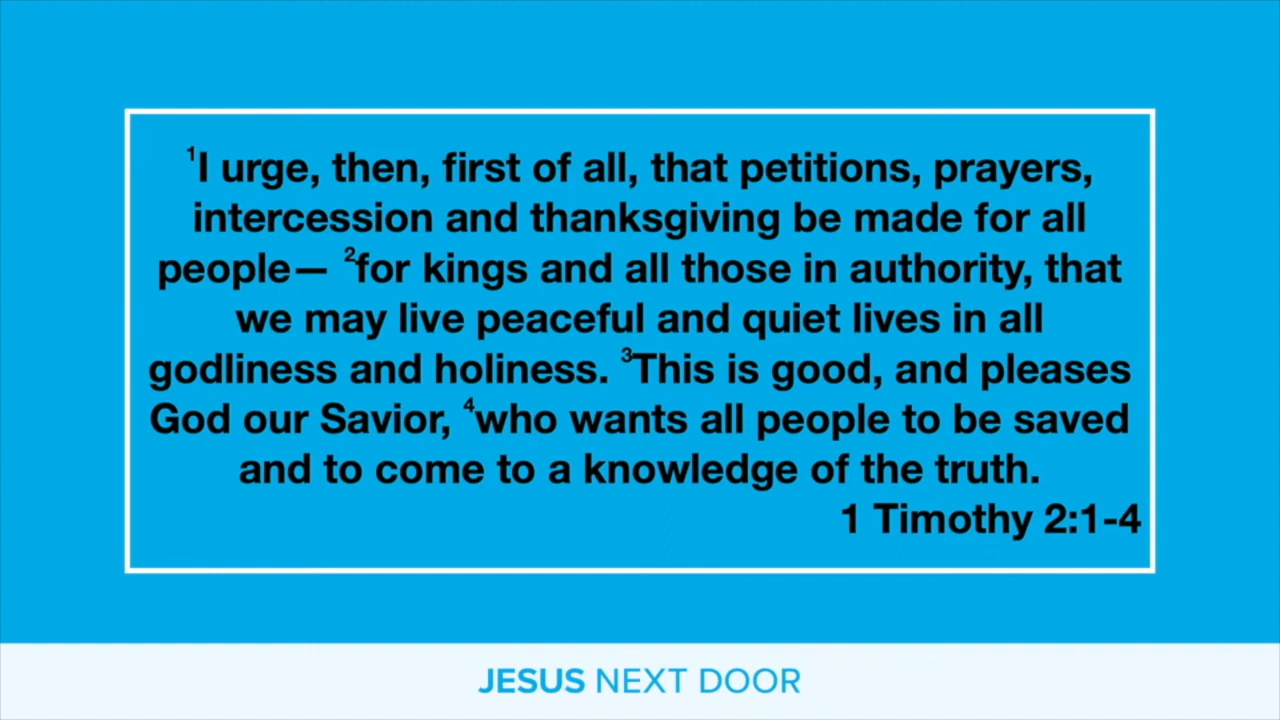 ¹I urge, then, first of all, that petitions, prayers,
intercession and thanksgiving be made for all
people— ²for kings and all those in authority, that
we may live peaceful and quiet lives in all
godliness and holiness. ³This is good, and pleases
God our Savior, ⁴who wants all people to be saved
and to come to a knowledge of the truth.
1 Timothy 2:1-4
JESUS NEXT DOOR